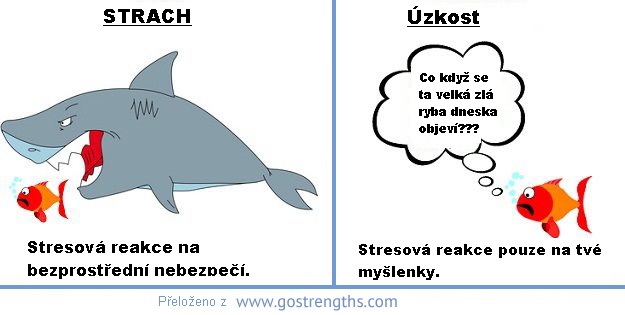 STRACH
Stresová reakce na
bezprostřední nebezpečí.
Úzkost
Co když se
ta velká zlá
ryba dneska
objeví???
Stresová reakce pouze na tvé
myšlenky.
Přeloženo z www.gostrengths.com